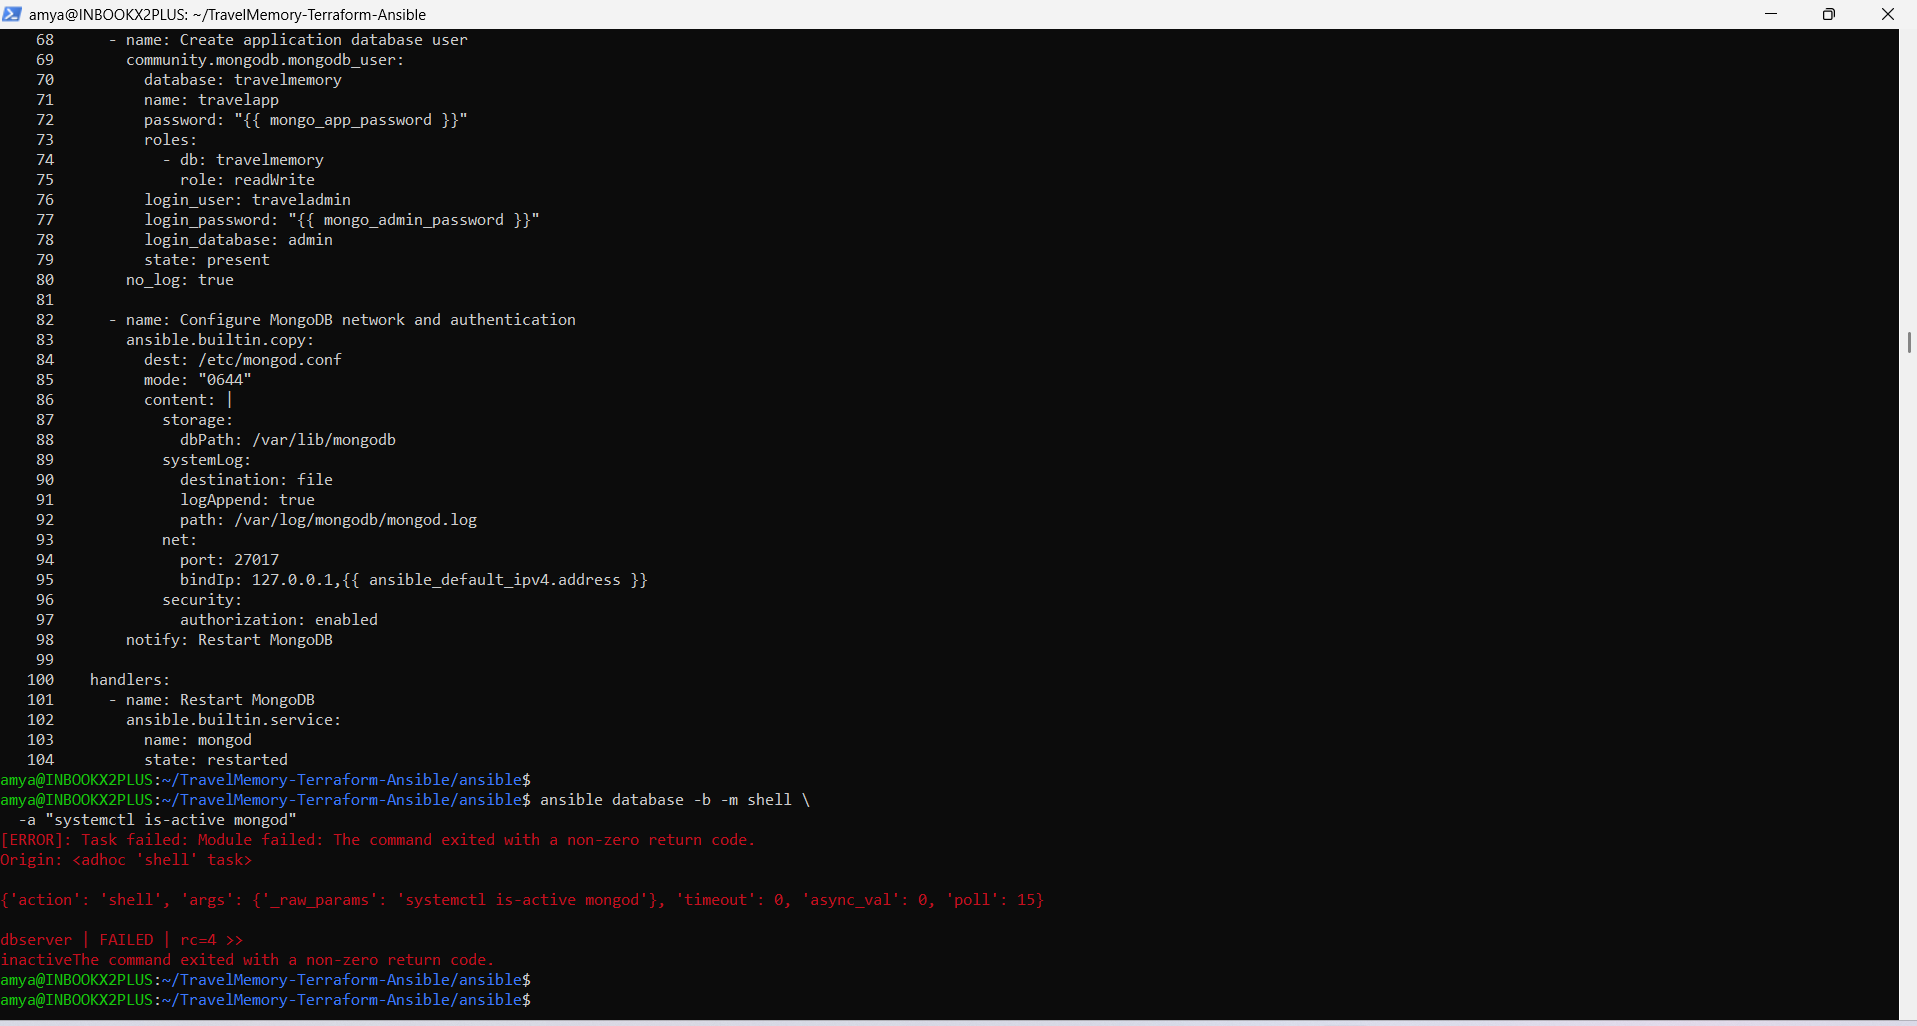 amya@INBOOKX2PLUS: ~/TravelMemory-Terraform-Ansible
68      - name: Create application database user
69        community.mongodb.mongodb_user:
70          database: travelmemory
71          name: travelapp
72          password: "{{ mongo_app_password }}"
73          roles:
74            - db: travelmemory
75              role: readWrite
76          login_user: traveladmin
77          login_password: "{{ mongo_admin_password }}"
78          login_database: admin
79          state: present
80        no_log: true
81
82      - name: Configure MongoDB network and authentication
83        ansible.builtin.copy:
84          dest: /etc/mongod.conf
85          mode: "0644"
86          content: |
87            storage:
88              dbPath: /var/lib/mongodb
89            systemLog:
90              destination: file
91              logAppend: true
92              path: /var/log/mongodb/mongod.log
93            net:
94              port: 27017
95              bindIp: 127.0.0.1,{{ ansible_default_ipv4.address }}
96            security:
97              authorization: enabled
98        notify: Restart MongoDB
99
100    handlers:
101      - name: Restart MongoDB
102        ansible.builtin.service:
103          name: mongod
104          state: restarted
amya@INBOOKX2PLUS:~/TravelMemory-Terraform-Ansible/ansible$
amya@INBOOKX2PLUS:~/TravelMemory-Terraform-Ansible/ansible$ ansible database -b -m shell \
  -a "systemctl is-active mongod"
[ERROR]: Task failed: Module failed: The command exited with a non-zero return code.
Origin: <adhoc 'shell' task>

{'action': 'shell', 'args': {'_raw_params': 'systemctl is-active mongod'}, 'timeout': 0, 'async_val': 0, 'poll': 15}

dbserver | FAILED | rc=4 >>
inactiveThe command exited with a non-zero return code.
amya@INBOOKX2PLUS:~/TravelMemory-Terraform-Ansible/ansible$
amya@INBOOKX2PLUS:~/TravelMemory-Terraform-Ansible/ansible$